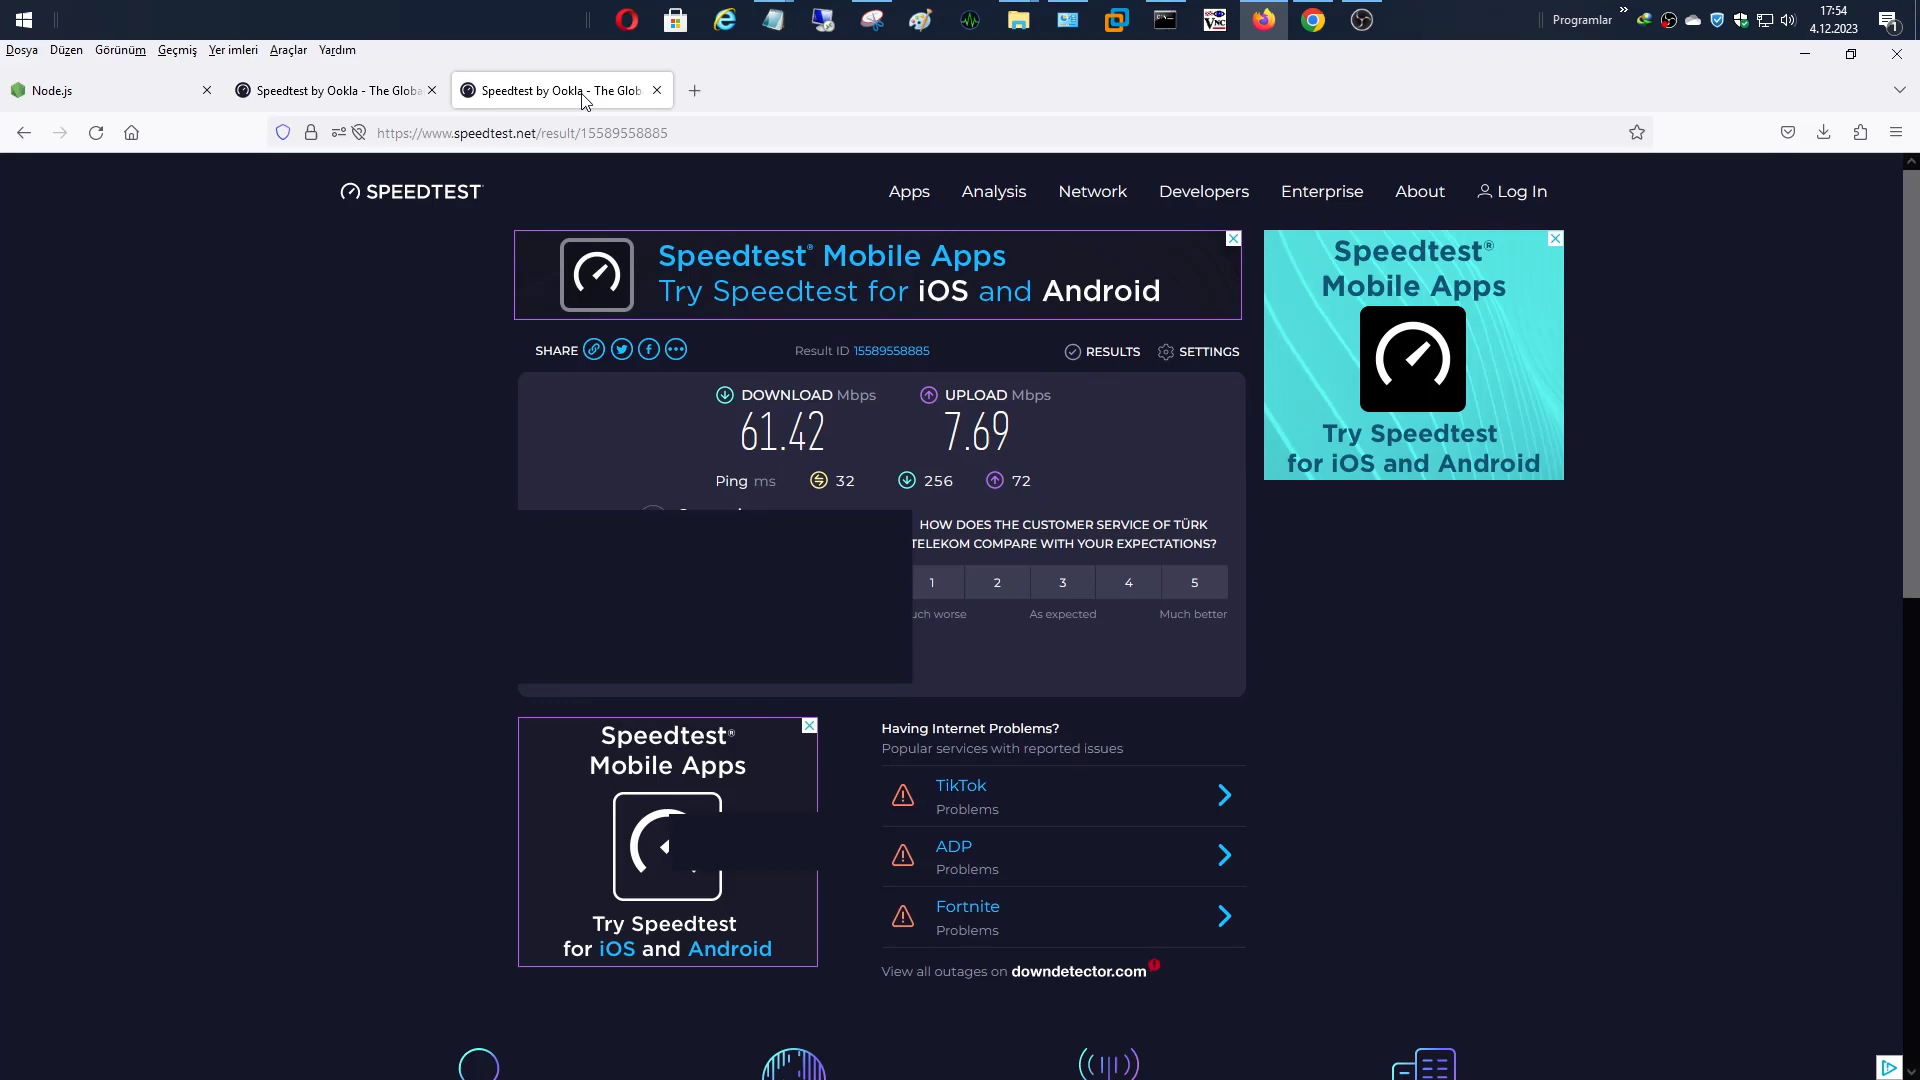 Programlar
17:54
4.12.2023
1
Dosya Düzen Görünüm Geçmiş Yer imleri Araçlar Yardım
Node.js
Speedtest by Ookla - The Globa
Speedtest by Ookla - The Glob
https://www.speedtest.net/result/15589558885
SPEEDTEST
Apps Analysis Network Developers Enterprise About Log In
Speedtest® Mobile Apps
Try Speedtest for iOS and Android
Speedtest®
Mobile Apps
Try Speedtest
for iOS and Android
SHARE
Result ID 15589558885
RESULTS SETTINGS
DOWNLOAD Mbps
61.42
UPLOAD Mbps
7.69
Ping ms 32 256 72
HOW DOES THE CUSTOMER SERVICE OF TÜRK
TELEKOM COMPARE WITH YOUR EXPECTATIONS?
1 2 3 4 5
worse As expected Much better
Speedtest®
Mobile Apps
Try Speedtest
for iOS and Android
Having Internet Problems?
Popular services with reported issues
TikTok
Problems
ADP
Problems
Fortnite
Problems
View all outages on downdetector.com